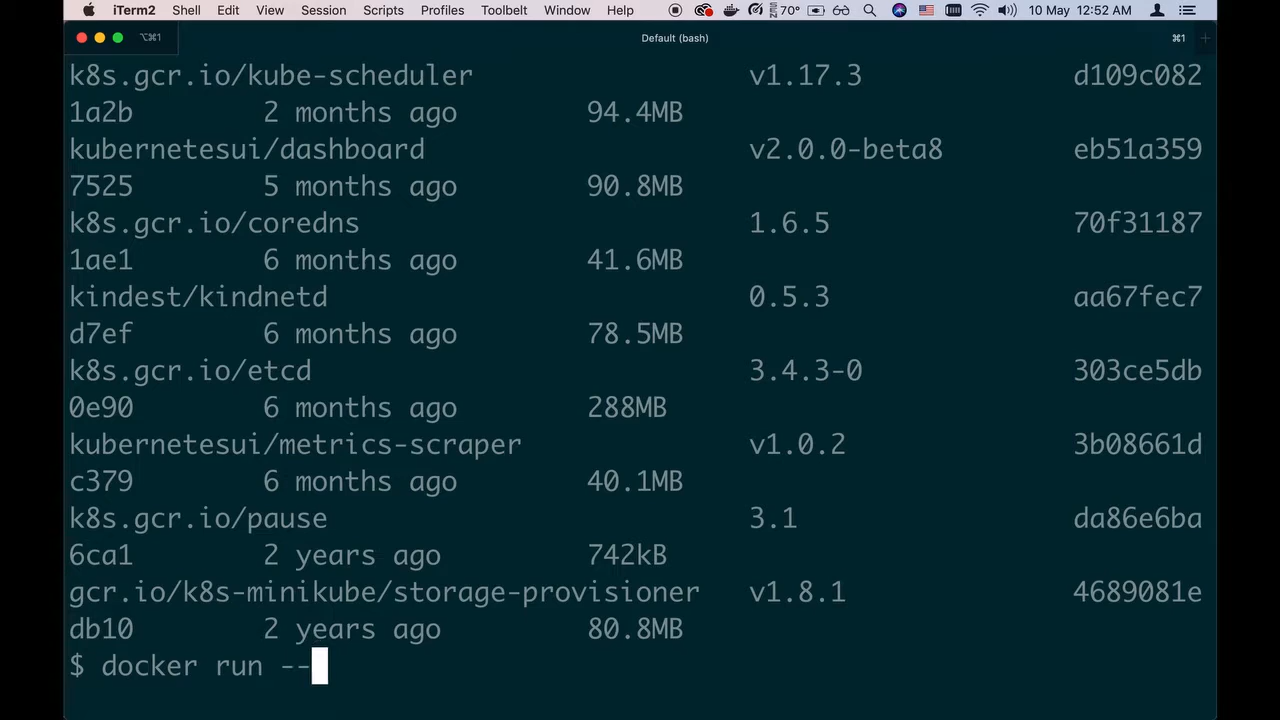 iTerm2 Shell Edit View Session Scripts Profiles Toolbelt Window Help 70° 10 May 12:52 AM
⌥⌘1 Default (bash) ⌘1 +
k8s.gcr.io/kube-scheduler v1.17.3 d109c082
1a2b 2 months ago 94.4MB
kubernetesui/dashboard v2.0.0-beta8 eb51a359
7525 5 months ago 90.8MB
k8s.gcr.io/coredns 1.6.5 70f31187
1ae1 6 months ago 41.6MB
kindest/kindnetd 0.5.3 aa67fec7
d7ef 6 months ago 78.5MB
k8s.gcr.io/etcd 3.4.3-0 303ce5db
0e90 6 months ago 288MB
kubernetesui/metrics-scraper v1.0.2 3b08661d
c379 6 months ago 40.1MB
k8s.gcr.io/pause 3.1 da86e6ba
6ca1 2 years ago 742kB
gcr.io/k8s-minikube/storage-provisioner v1.8.1 4689081e
db10 2 years ago 80.8MB
$ docker run --